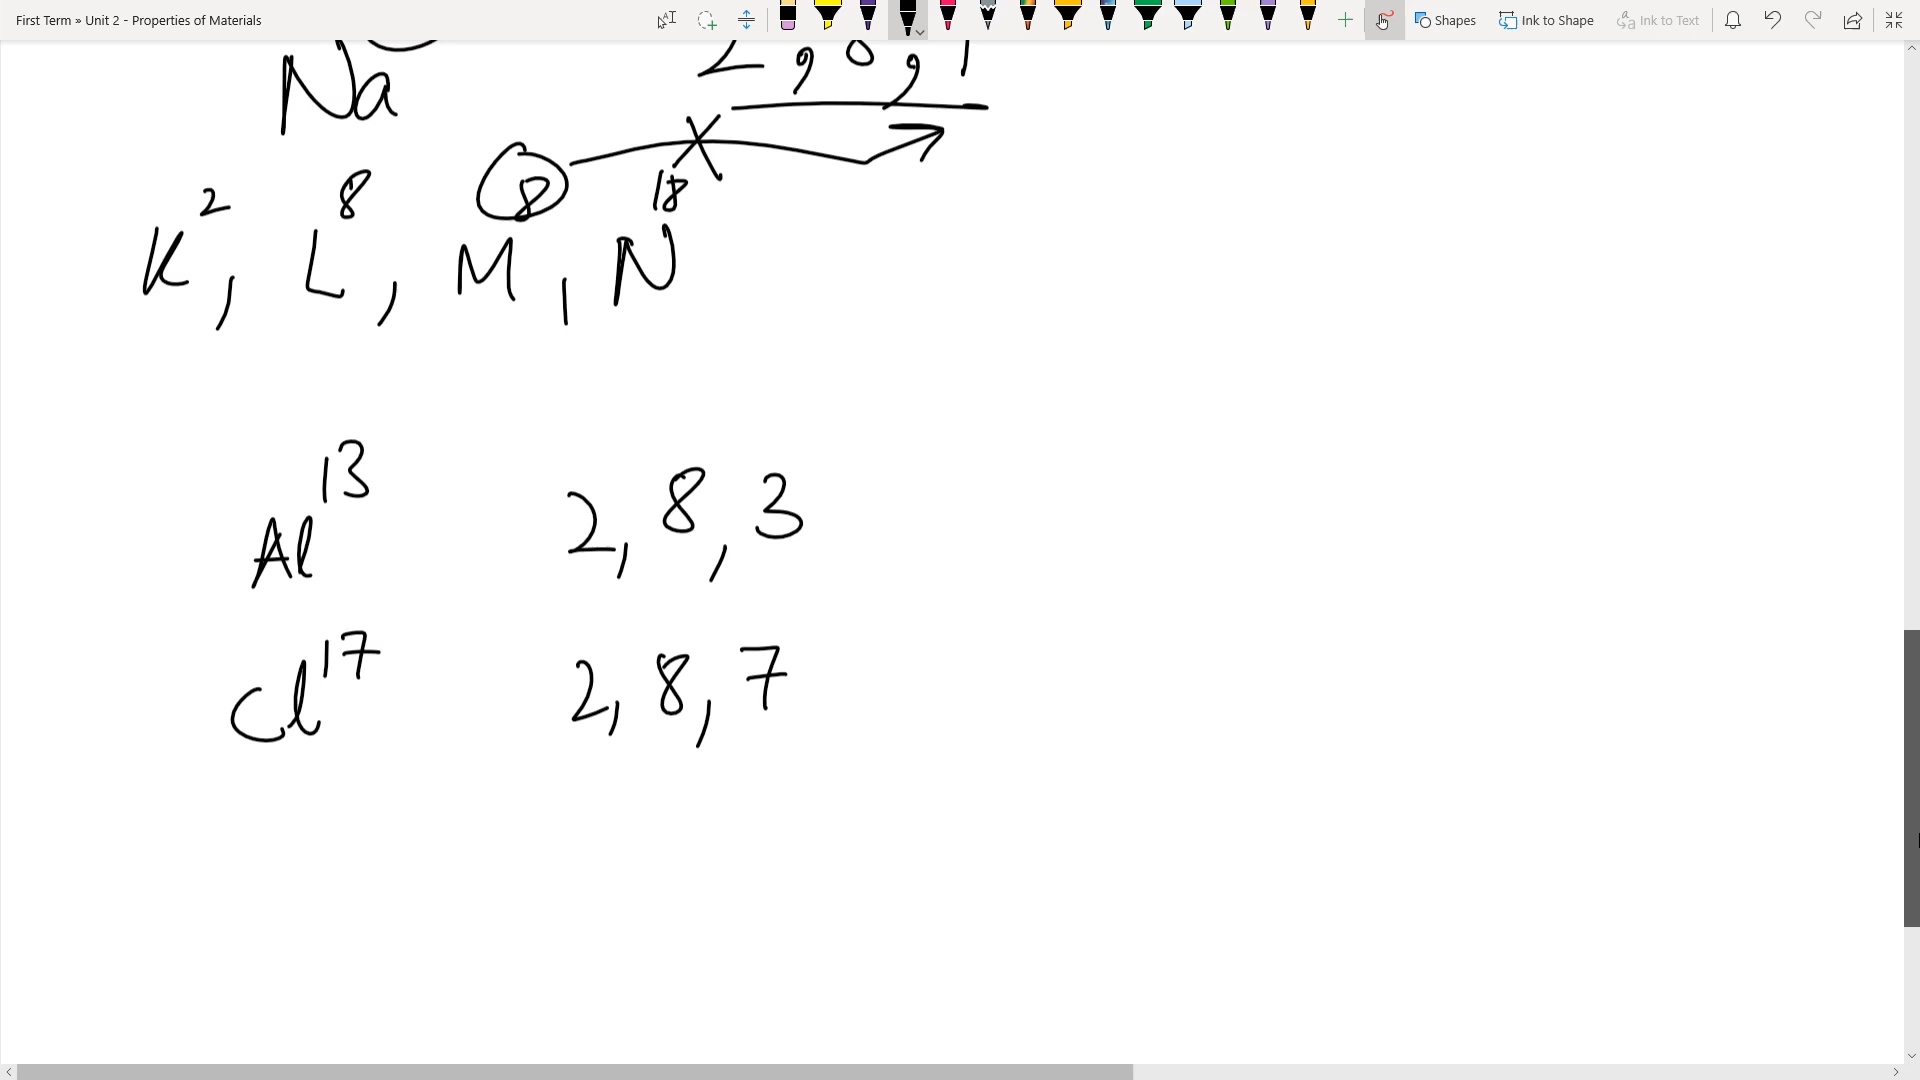 First Term » Unit 2 - Properties of Materials
Shapes
Ink to Shape
Ink to Text
Na 2, 8, 1
2 8 8 18
K, L, M, N
Al 13 2, 8, 3
Cl 17 2, 8, 7